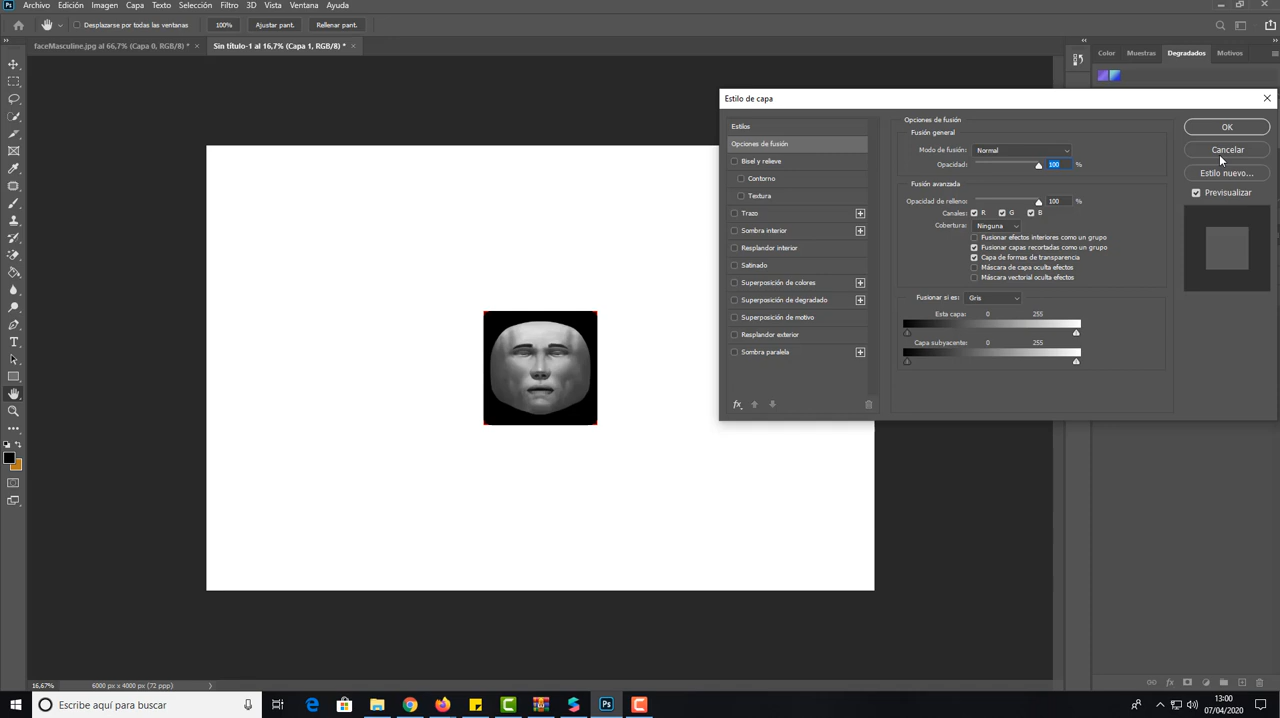 Archivo Edición Imagen Capa Texto Selección Filtro 3D Vista Ventana Ayuda
Desplazarse por todas las ventanas 100% Ajustar pant. Rellenar pant.
faceMasculine.jpg al 66,7% (Capa 0, RGB/8) * × Sin título-1 al 16,7% (Capa 1, RGB/8) * ×
Color Muestras Degradados Motivos
Estilo de capa
Estilos
Opciones de fusión
Bisel y relieve
Contorno
Textura
Trazo
Sombra interior
Resplandor interior
Satinado
Superposición de colores
Superposición de degradado
Superposición de motivo
Resplandor exterior
Sombra paralela
fx
Opciones de fusión
Fusión general
Modo de fusión: Normal
Opacidad: 100 %
Fusión avanzada
Opacidad de relleno: 100 %
Canales: R G B
Cobertura: Ninguna
Fusionar efectos interiores como un grupo
Fusionar capas recortadas como un grupo
Capa de formas de transparencia
Máscara de capa oculta efectos
Máscara vectorial oculta efectos
Fusionar si es: Gris
Esta capa: 0 255
Capa subyacente: 0 255
OK
Cancelar
Estilo nuevo...
Previsualizar
16,67% 6000 px x 4000 px (72 ppp)
Escribe aquí para buscar
13:00
07/04/2020